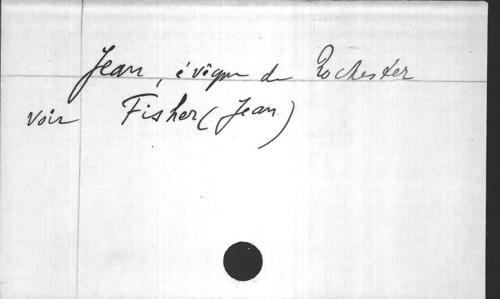 Jean, évêque de Rochester
voir Fisher (Jean)